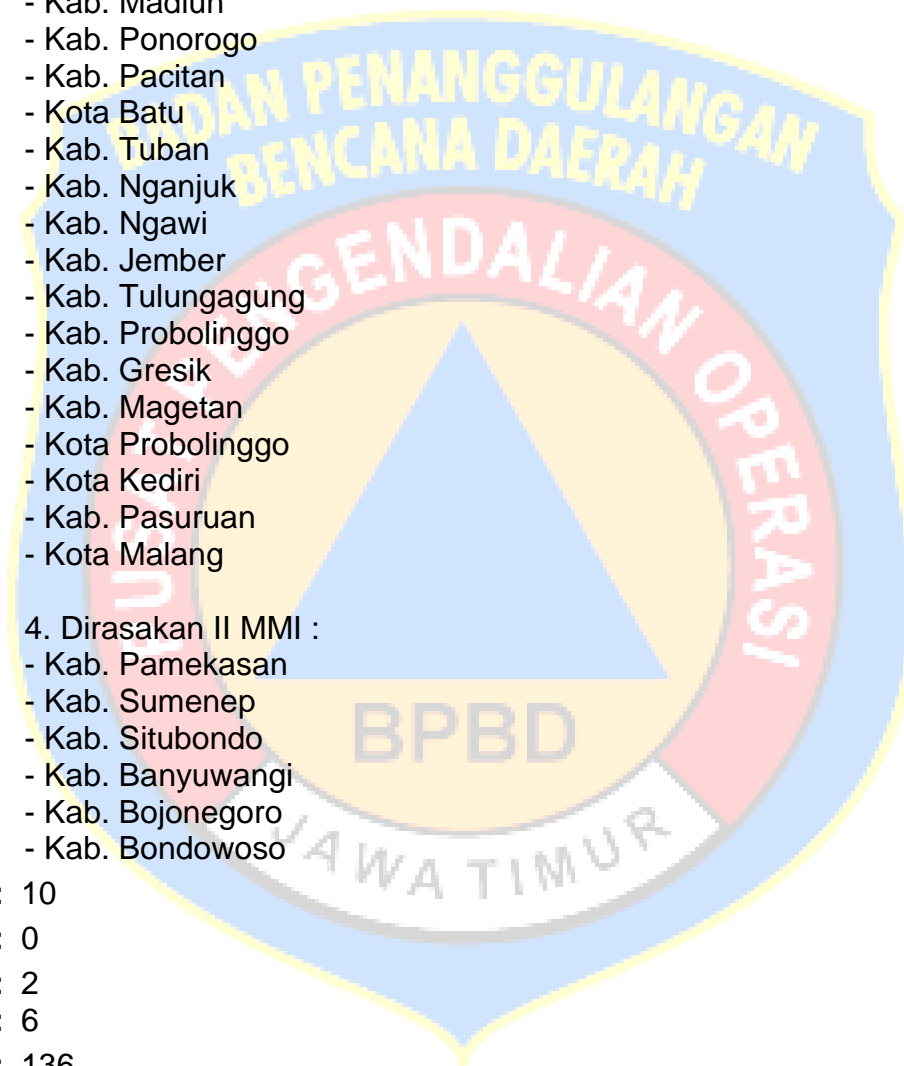 - Kab. Madiun
- Kab. Ponorogo
- Kab. Pacitan
- Kota Batu
- Kab. Tuban
- Kab. Nganjuk
- Kab. Ngawi
- Kab. Jember
- Kab. Tulungagung
- Kab. Probolinggo
- Kab. Gresik
- Kab. Magetan
- Kota Probolinggo
- Kota Kediri
- Kab. Pasuruan
- Kota Malang
4. Dirasakan II MMI :
- Kab. Pamekasan
- Kab. Sumenep
- Kab. Situbondo
- Kab. Banyuwangi
- Kab. Bojonegoro
- Kab. Bondowoso
: 10
: 0
: 2
: 6
: 136
BADAN PENANGGULANGAN
BENCANA DAERAH
PUSAT PENGENDALIAN OPERASI
BPBD
JAWA TIMUR